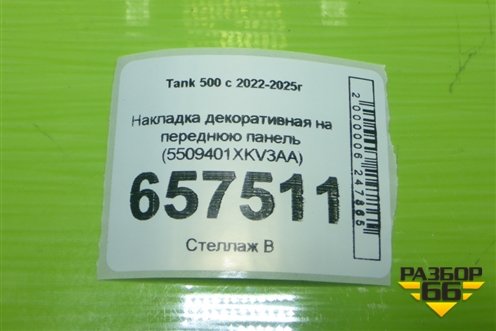 Tank 500 с 2022-2025г
Накладка декоративная на
переднюю панель
(5509401XKV3AA)
657511
Стеллаж В
2000006247865
РАЗБОР
66